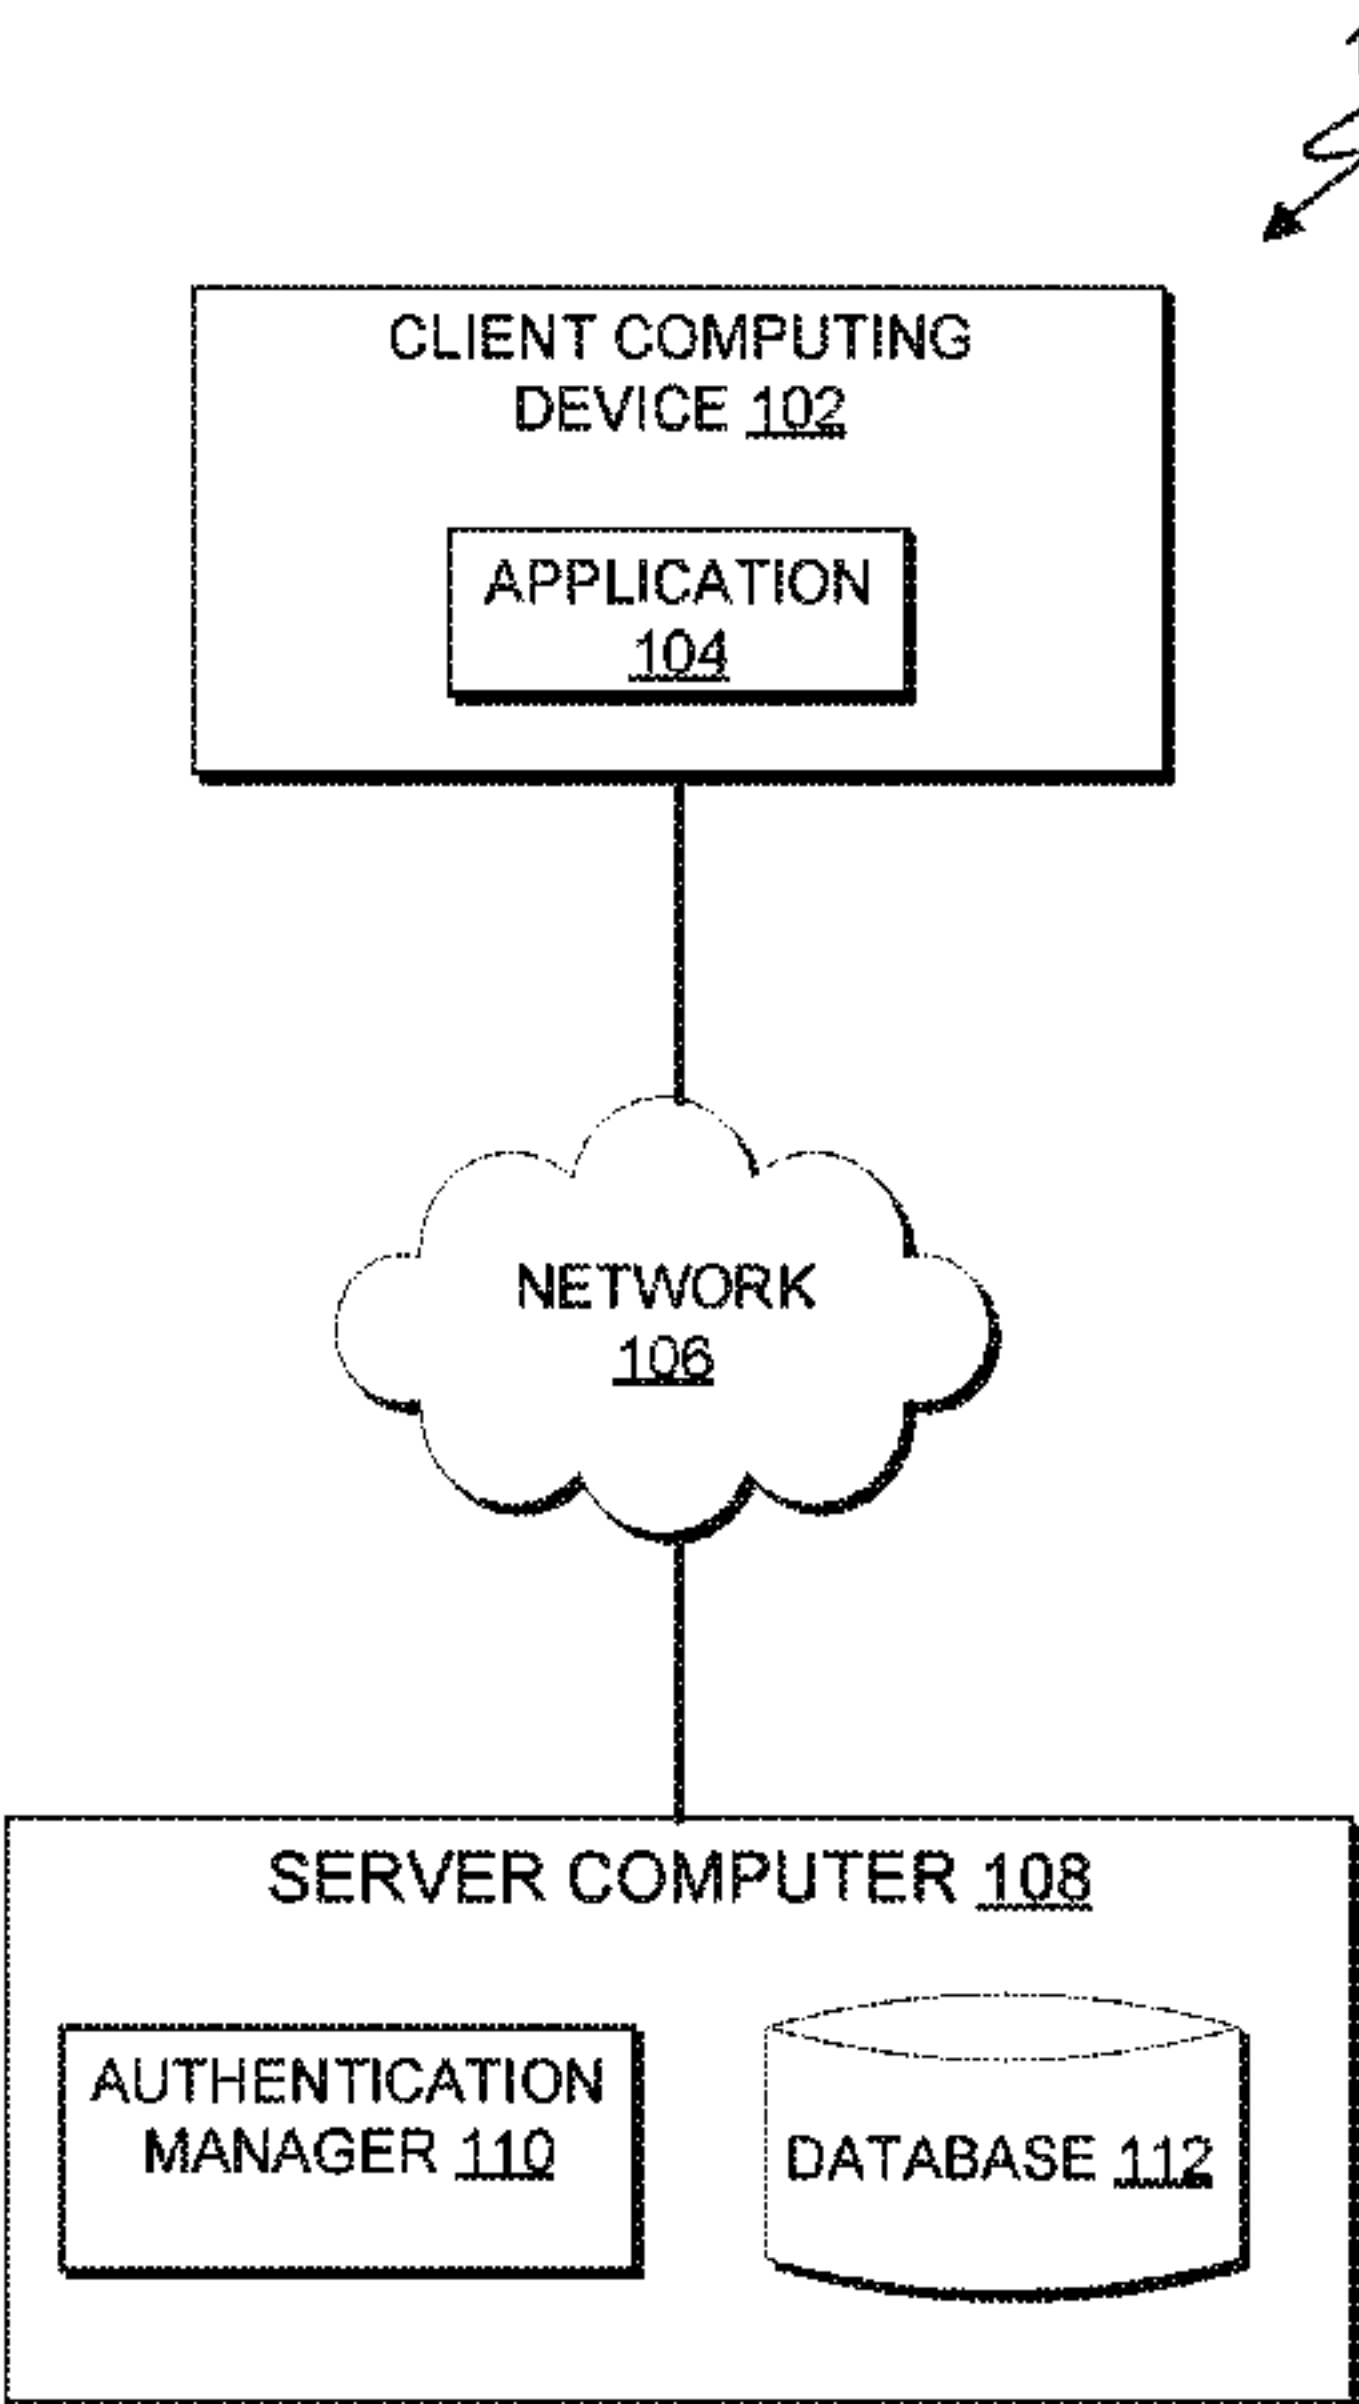 CLIENT COMPUTING
DEVICE 102
APPLICATION
104
NETWORK
106
SERVER COMPUTER 108
AUTHENTICATION
MANAGER 110
DATABASE 112